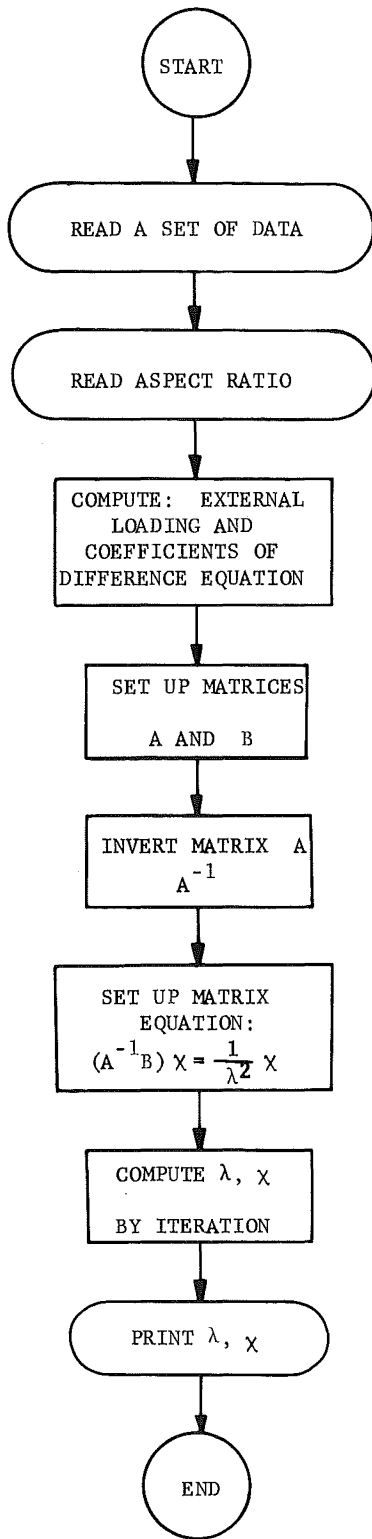 START
READ A SET OF DATA
READ ASPECT RATIO
COMPUTE: EXTERNAL
LOADING AND
COEFFICIENTS OF
DIFFERENCE EQUATION
SET UP MATRICES
A AND B
INVERT MATRIX A
A⁻¹
SET UP MATRIX
EQUATION:
(A⁻¹B) χ = 1/λ² χ
COMPUTE λ, χ
BY ITERATION
PRINT λ, χ
END